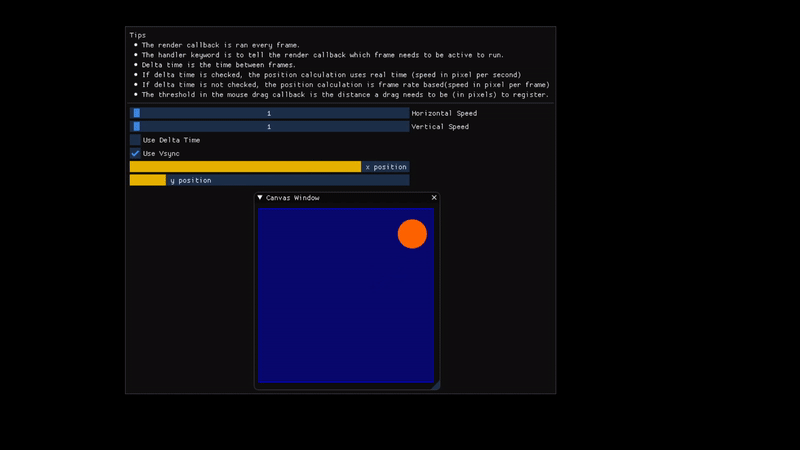 Tips
The render callback is ran every frame.
The handler keyword is to tell the render callback which frame needs to be active to run.
Delta time is the time between frames.
If delta time is checked, the position calculation uses real time (speed in pixel per second)
If delta time is not checked, the position calculation is frame rate based(speed in pixel per frame)
The threshold in the mouse drag callback is the distance a drag needs to be (in pixels) to register.
1 Horizontal Speed
1 Vertical Speed
Use Delta Time
Use Vsync
x position
y position
Canvas Window